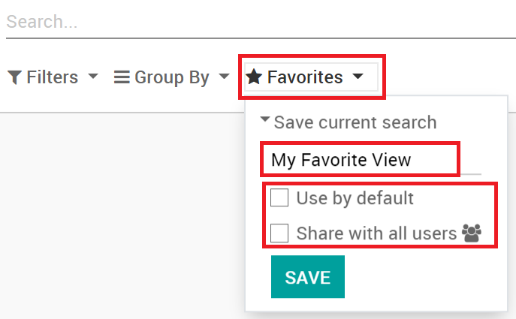 Search...
Filters Group By Favorites
Save current search
My Favorite View
Use by default
Share with all users
SAVE